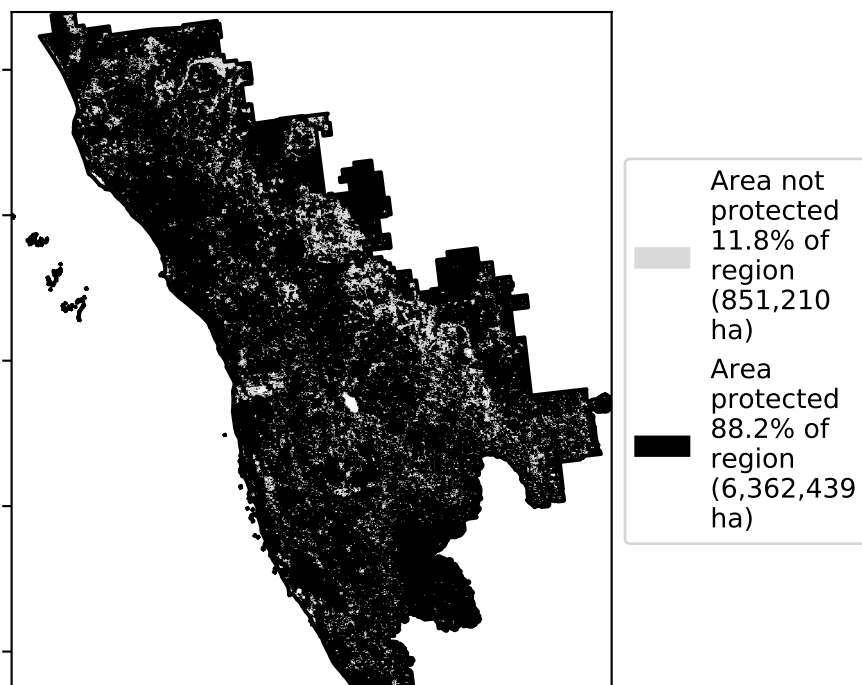 Area not
protected
11.8% of
region
(851,210
ha)
Area
protected
88.2% of
region
(6,362,439
ha)